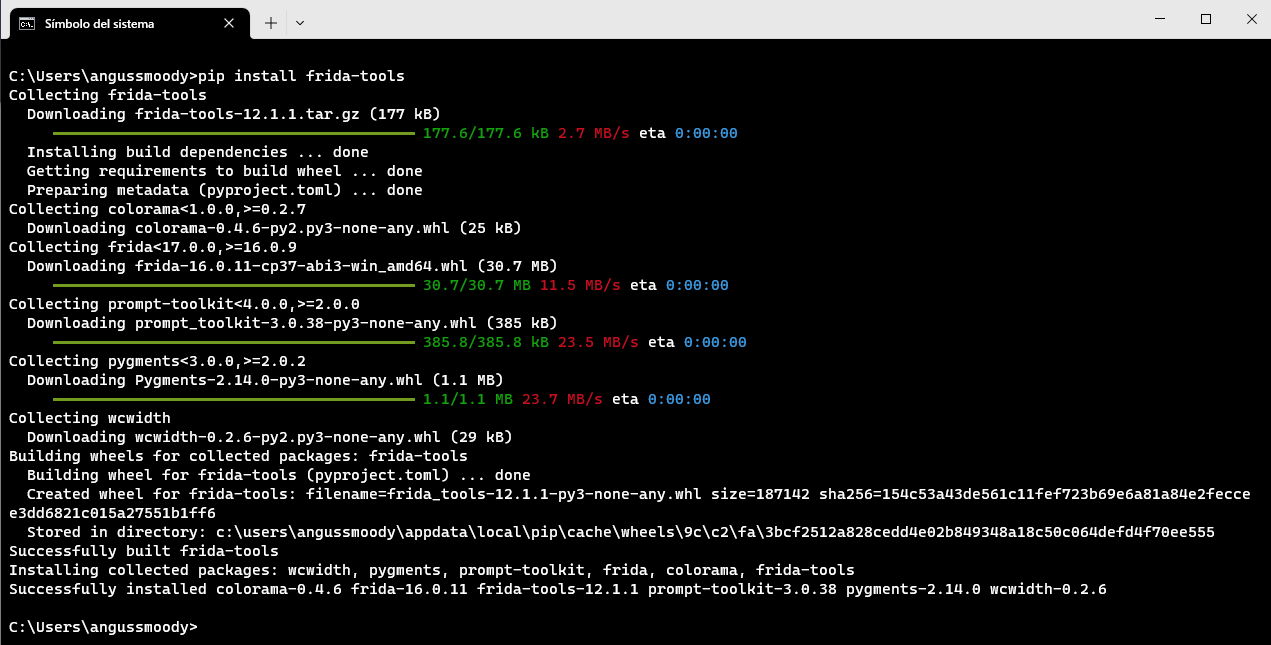 Símbolo del sistema
C:\Users\angussmoody>pip install frida-tools
Collecting frida-tools
  Downloading frida-tools-12.1.1.tar.gz (177 kB)
177.6/177.6 kB 2.7 MB/s eta 0:00:00
  Installing build dependencies ... done
  Getting requirements to build wheel ... done
  Preparing metadata (pyproject.toml) ... done
Collecting colorama<1.0.0,>=0.2.7
  Downloading colorama-0.4.6-py2.py3-none-any.whl (25 kB)
Collecting frida<17.0.0,>=16.0.9
  Downloading frida-16.0.11-cp37-abi3-win_amd64.whl (30.7 MB)
30.7/30.7 MB 11.5 MB/s eta 0:00:00
Collecting prompt-toolkit<4.0.0,>=2.0.0
  Downloading prompt_toolkit-3.0.38-py3-none-any.whl (385 kB)
385.8/385.8 kB 23.5 MB/s eta 0:00:00
Collecting pygments<3.0.0,>=2.0.2
  Downloading Pygments-2.14.0-py3-none-any.whl (1.1 MB)
1.1/1.1 MB 23.7 MB/s eta 0:00:00
Collecting wcwidth
  Downloading wcwidth-0.2.6-py2.py3-none-any.whl (29 kB)
Building wheels for collected packages: frida-tools
  Building wheel for frida-tools (pyproject.toml) ... done
  Created wheel for frida-tools: filename=frida_tools-12.1.1-py3-none-any.whl size=187142 sha256=154c53a43de561c11fef723b69e6a81a84e2fecce
e3dd6821c015a27551b1ff6
  Stored in directory: c:\users\angussmoody\appdata\local\pip\cache\wheels\9c\c2\fa\3bcf2512a828cedd4e02b849348a18c50c064defd4f70ee555
Successfully built frida-tools
Installing collected packages: wcwidth, pygments, prompt-toolkit, frida, colorama, frida-tools
Successfully installed colorama-0.4.6 frida-16.0.11 frida-tools-12.1.1 prompt-toolkit-3.0.38 pygments-2.14.0 wcwidth-0.2.6
C:\Users\angussmoody>